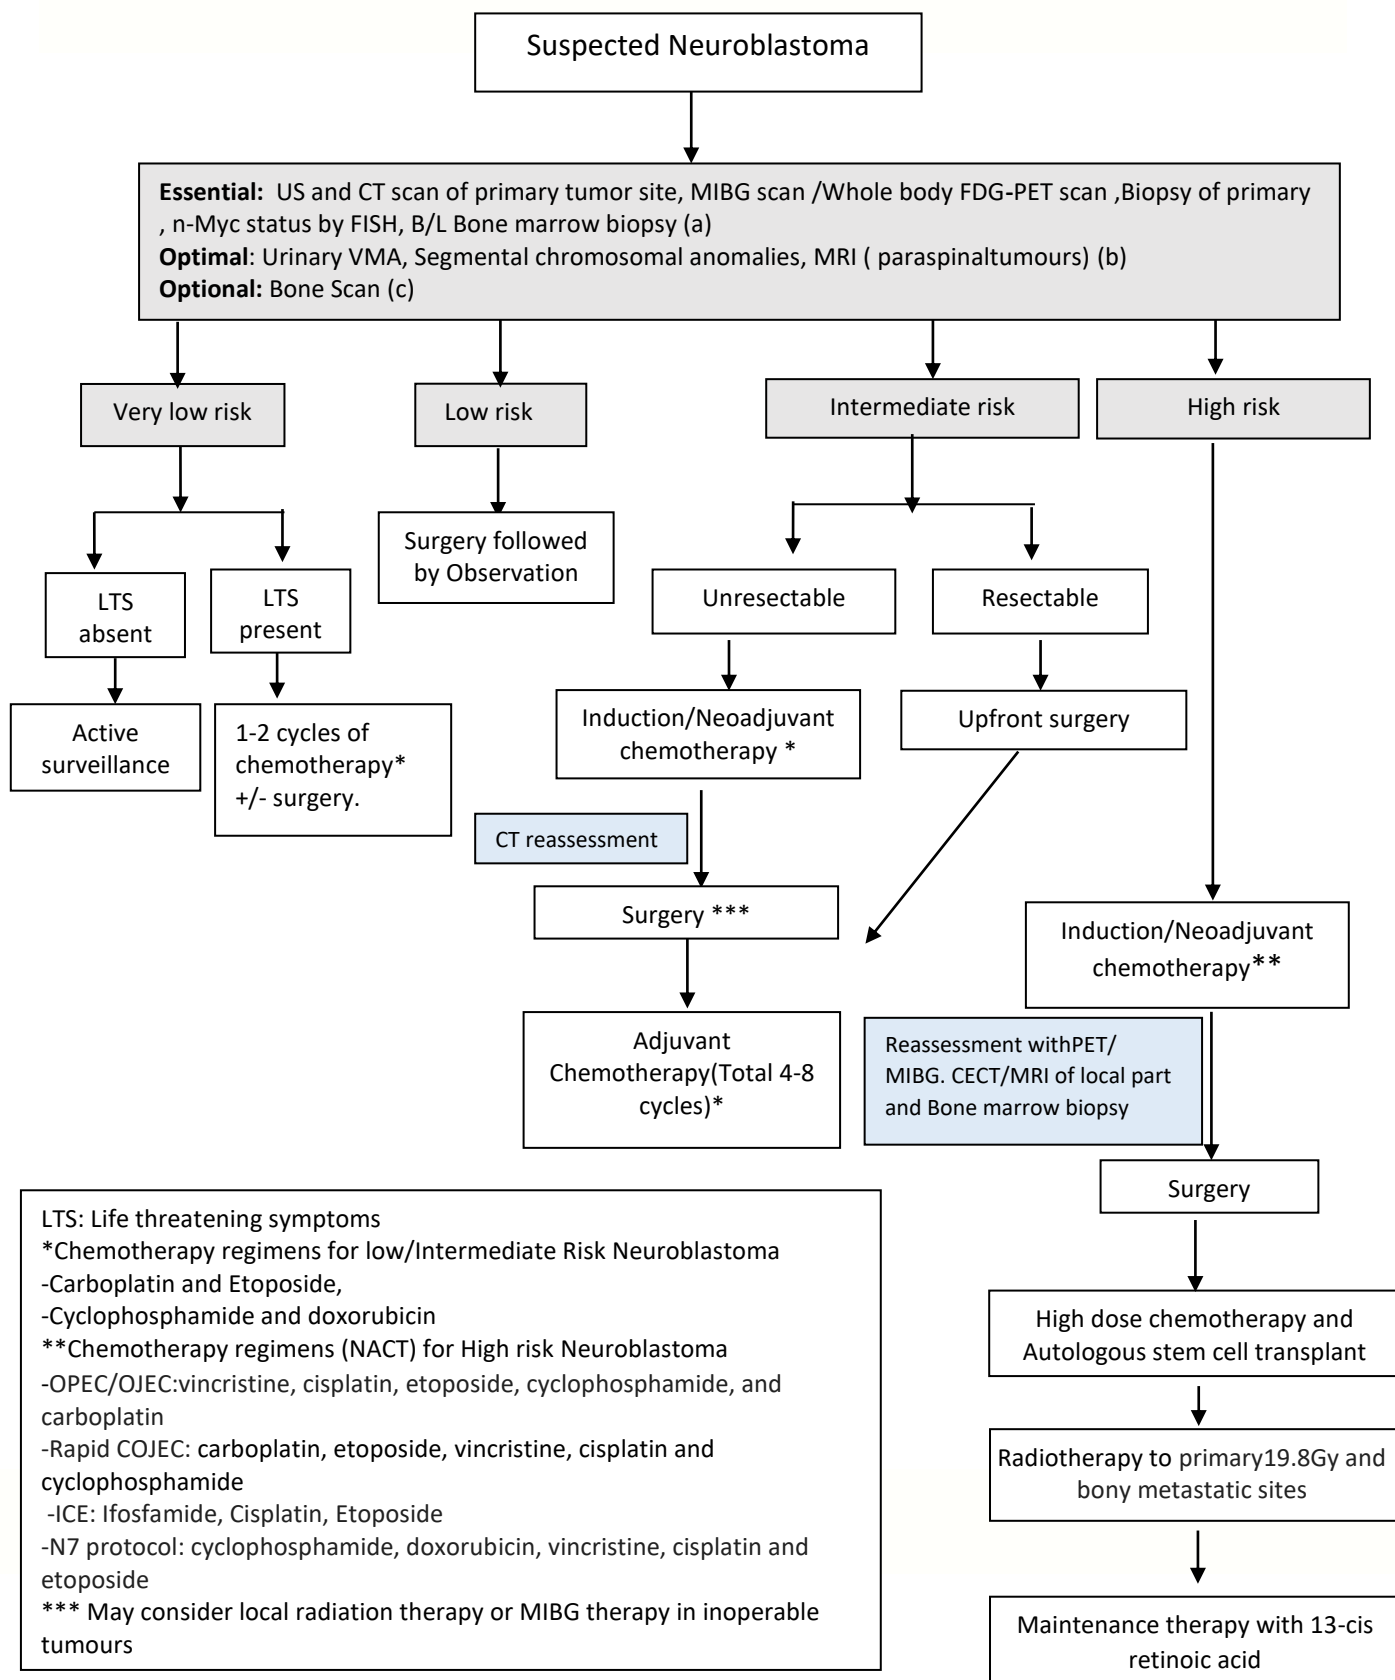 Suspected Neuroblastoma
Essential: US and CT scan of primary tumor site, MIBG scan /Whole body FDG-PET scan ,Biopsy of primary
, n-Myc status by FISH, B/L Bone marrow biopsy (a)
Optimal: Urinary VMA, Segmental chromosomal anomalies, MRI ( paraspinaltumours) (b)
Optional: Bone Scan (c)
Very low risk
Low risk
Intermediate risk
High risk
Surgery followed
by Observation
LTS
absent
LTS
present
Unresectable
Resectable
Active
surveillance
1-2 cycles of
chemotherapy*
+/- surgery.
Induction/Neoadjuvant
chemotherapy *
Upfront surgery
CT reassessment
Surgery ***
Induction/Neoadjuvant
chemotherapy**
Adjuvant
Chemotherapy(Total 4-8
cycles)*
Reassessment withPET/
MIBG. CECT/MRI of local part
and Bone marrow biopsy
Surgery
High dose chemotherapy and
Autologous stem cell transplant
Radiotherapy to primary19.8Gy and
bony metastatic sites
Maintenance therapy with 13-cis
retinoic acid
LTS: Life threatening symptoms
*Chemotherapy regimens for low/Intermediate Risk Neuroblastoma
-Carboplatin and Etoposide,
-Cyclophosphamide and doxorubicin
**Chemotherapy regimens (NACT) for High risk Neuroblastoma
-OPEC/OJEC:vincristine, cisplatin, etoposide, cyclophosphamide, and
carboplatin
-Rapid COJEC: carboplatin, etoposide, vincristine, cisplatin and
cyclophosphamide
-ICE: Ifosfamide, Cisplatin, Etoposide
-N7 protocol: cyclophosphamide, doxorubicin, vincristine, cisplatin and
etoposide
*** May consider local radiation therapy or MIBG therapy in inoperable
tumours